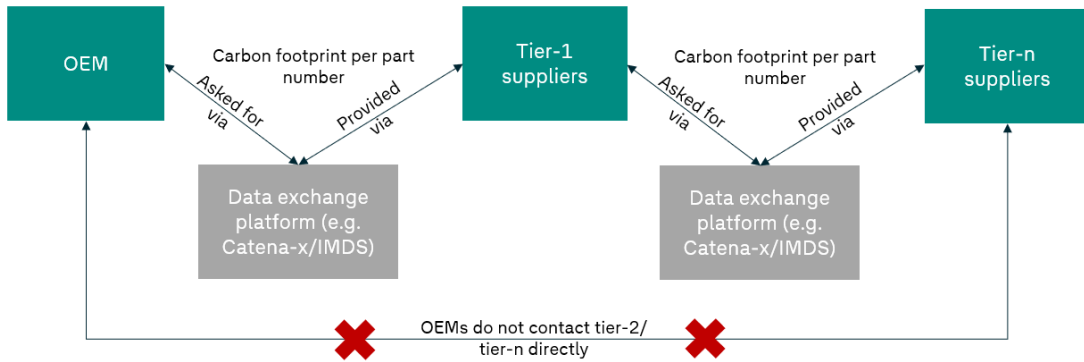 OEM
Carbon footprint per part
number
Tier-1
suppliers
Carbon footprint per part
number
Tier-n
suppliers
Asked for
via
Provided
via
Asked for
via
Provided
via
Data exchange
platform (e.g.
Catena-x/IMDS)
Data exchange
platform (e.g.
Catena-x/IMDS)
OEMs do not contact tier-2/
tier-n directly